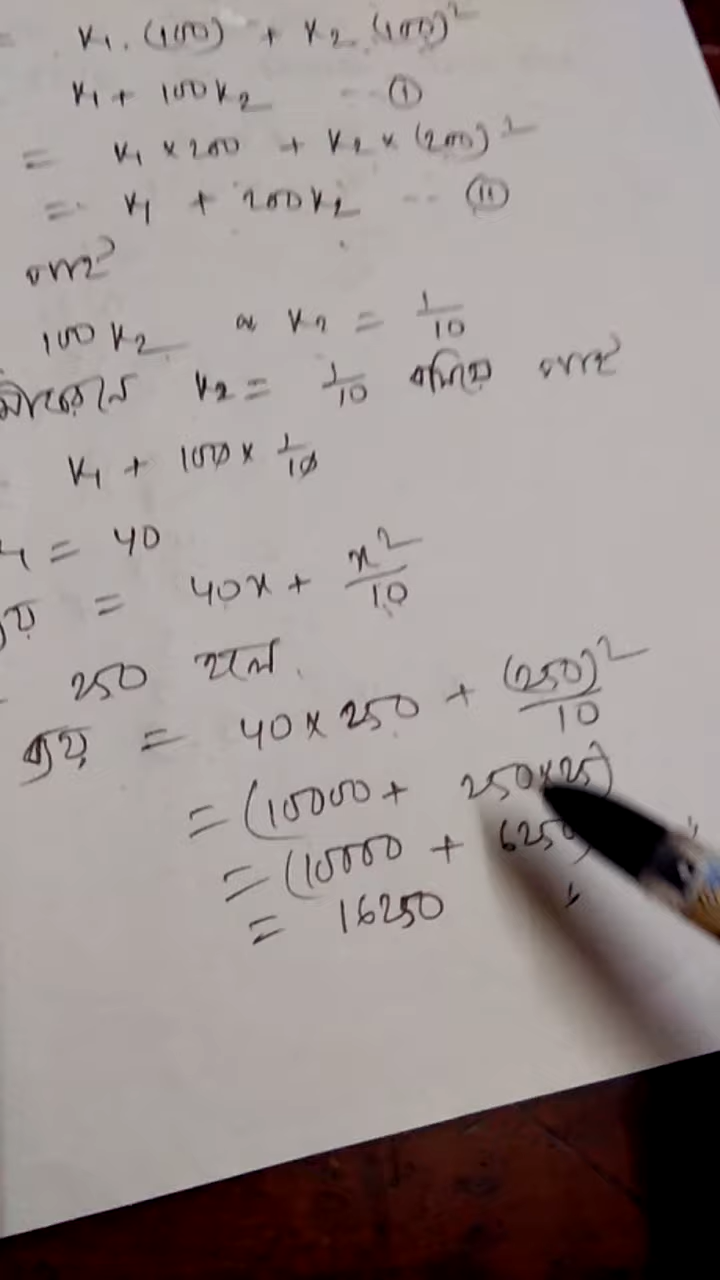 = K₁.(100) + K₂.(100)²
K₁ + 100K₂ -- (i)
= K₁ × 200 + K₂ × (200)²
= K₁ + 200K₂ -- (ii)
100 K₂ বা K₂ = 1/10
K₂ = 1/10 বসিয়ে
K₁ + 100 × 1/10
= 40
= 40x + x²/10
250 হলে
ব্যয় = 40 × 250 + (250)²/10
= (10000 + 250×25)
= (10000 + 6250)
= 16250